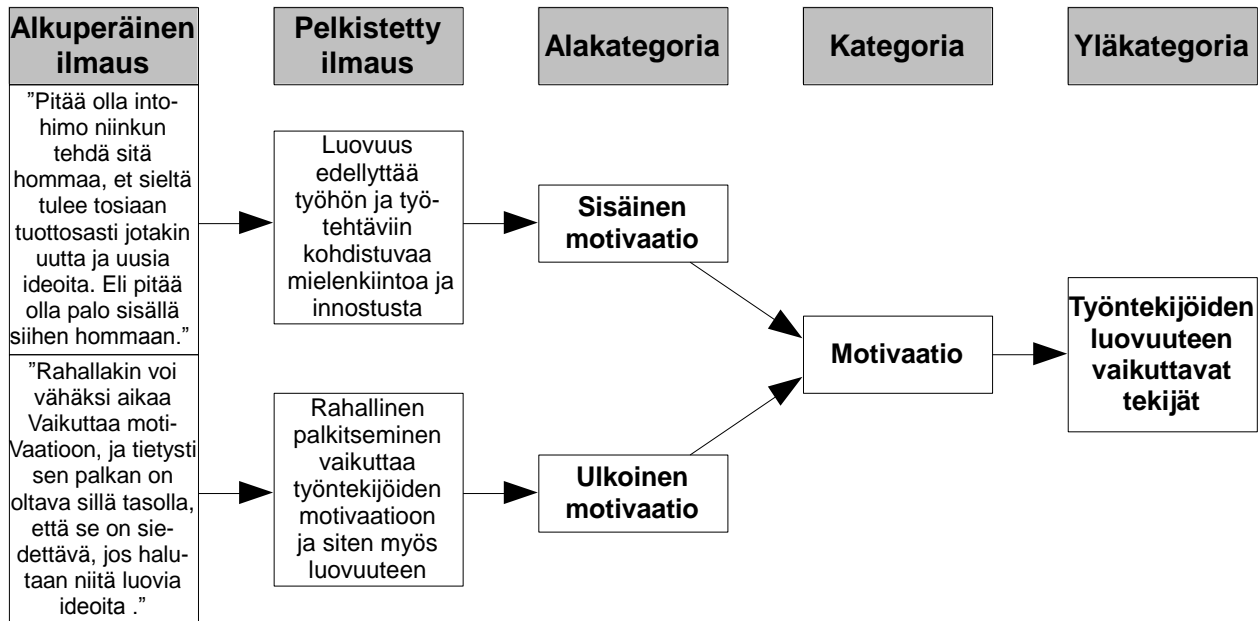 Alkuperäinen
ilmaus
Pelkistetty
ilmaus
Alakategoria
Kategoria
Yläkategoria
”Pitää olla into-
himo niinkun
tehdä sitä
hommaa, et sieltä
tulee tosiaan
tuottosasti jotakin
uutta ja uusia
ideoita. Eli pitää
olla palo sisällä
siihen hommaan.”
Luovuus
edellyttää
työhön ja työ-
tehtäviin
kohdistuvaa
mielenkiintoa ja
innostusta
Sisäinen
motivaatio
Motivaatio
Työntekijöiden
luovuuteen
vaikuttavat
tekijät
”Rahallakin voi
vähäksi aikaa
Vaikuttaa moti-
Vaatioon, ja tietysti
sen palkan on
oltava sillä tasolla,
että se on sie-
dettävä, jos halu-
taan niitä luovia
ideoita .”
Rahallinen
palkitseminen
vaikuttaa
työntekijöiden
motivaatioon
ja siten myös
luovuuteen
Ulkoinen
motivaatio